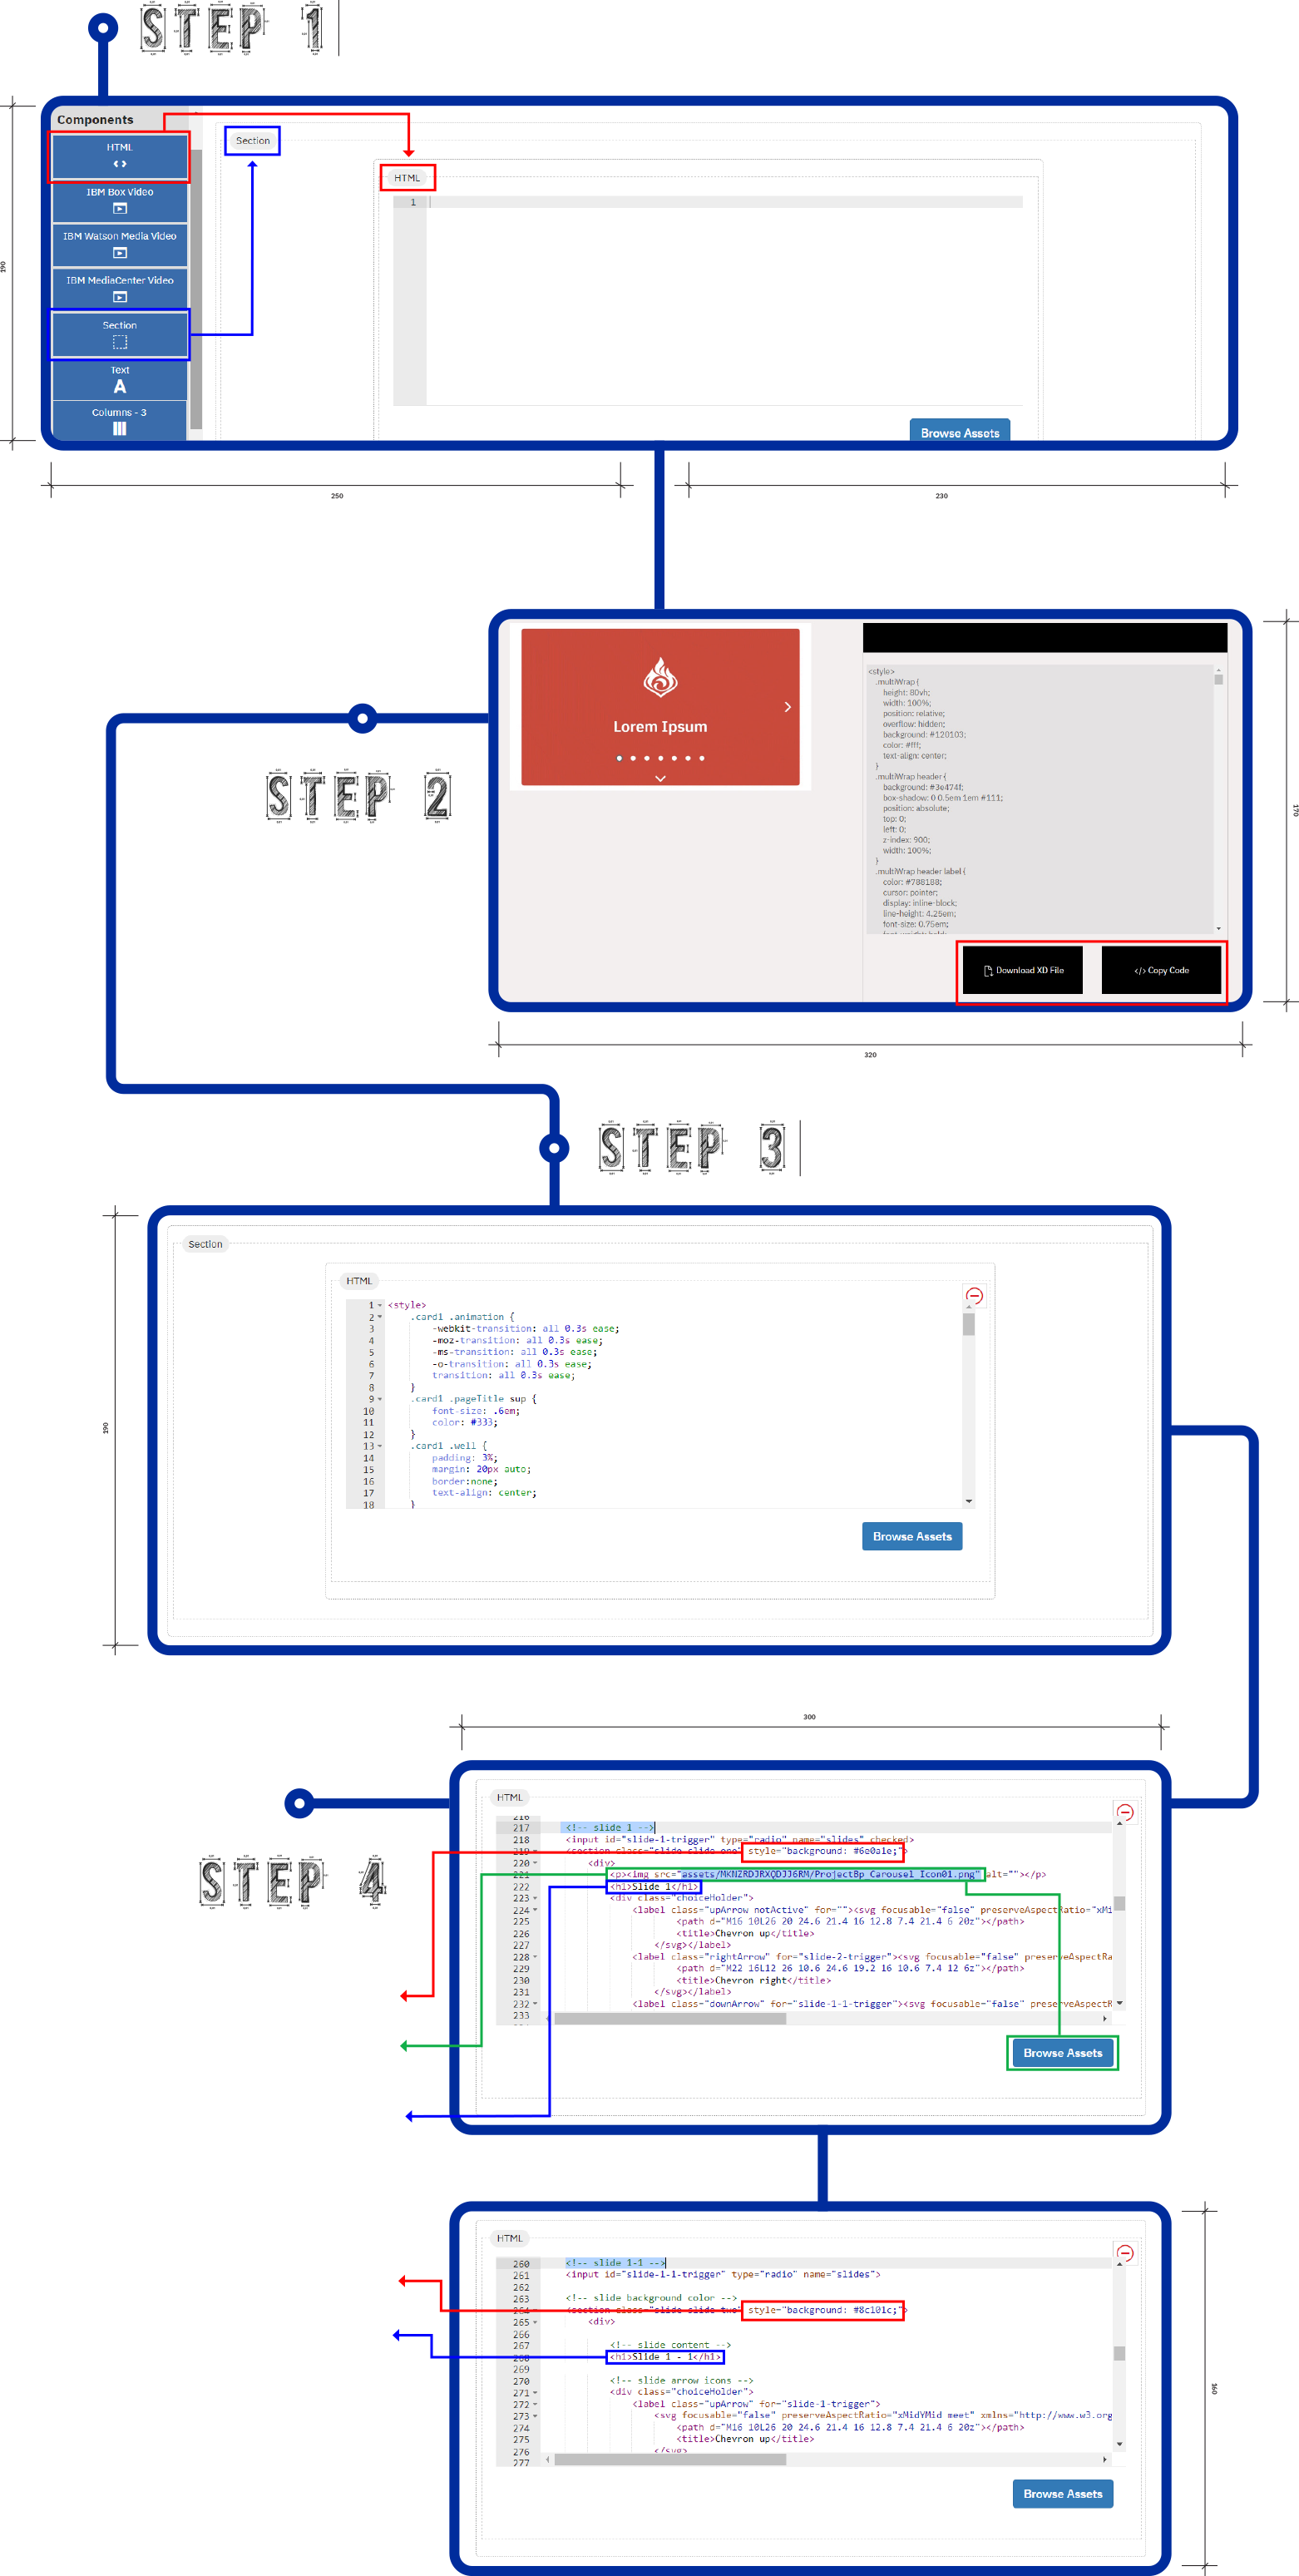 STEP 1
Components
HTML
IBM Box Video
IBM Watson Media Video
IBM MediaCenter Video
Section
Text
A
Columns - 3
Section
HTML
1
Browse Assets
190
250
230
Lorem Ipsum
<style>
.multiWrap {
height: 80vh;
width: 100%;
position: relative;
overflow: hidden;
background: #120103;
color: #fff;
text-align: center;
}
.multiWrap header {
background: #3e474f;
box-shadow: 0 0.5em 1em #111;
position: absolute;
top: 0;
left: 0;
z-index: 900;
width: 100%;
}
.multiWrap header label {
color: #788188;
cursor: pointer;
display: inline-block;
line-height: 4.25em;
font-size: 0.75em;
Download XD File
</> Copy Code
170
320
STEP 2
STEP 3
Section
HTML
1 <style>
2 .card1 .animation {
3 -webkit-transition: all 0.3s ease;
4 -moz-transition: all 0.3s ease;
5 -ms-transition: all 0.3s ease;
6 -o-transition: all 0.3s ease;
7 transition: all 0.3s ease;
8 }
9 .card1 .pageTitle sup {
10 font-size: .6em;
11 color: #333;
12 }
13 .card1 .well {
14 padding: 3%;
15 margin: 20px auto;
16 border:none;
17 text-align: center;
18 }
Browse Assets
190
300
STEP 4
HTML
216
217 <!-- slide 1 -->
218 <input id="slide-1-trigger" type="radio" name="slides" checked>
219 <section class="slide slide-one" style="background: #6e0a1e;">
220 <div>
221 <p><img src="assets/MKNZRDJRXQDJJ6RM/ProjectBp_Carousel_Icon01.png" alt=""></p>
222 <h1>Slide 1</h1>
223 <div class="choiceHolder">
224 <label class="upArrow notActive" for=""><svg focusable="false" preserveAspectRatio="xMi
225 <path d="M16 10L26 20 24.6 21.4 16 12.8 7.4 21.4 6 20z"></path>
226 <title>Chevron up</title>
227 </svg></label>
228 <label class="rightArrow" for="slide-2-trigger"><svg focusable="false" preserveAspectRa
229 <path d="M22 16L12 26 10.6 24.6 19.2 16 10.6 7.4 12 6z"></path>
230 <title>Chevron right</title>
231 </svg></label>
232 <label class="downArrow" for="slide-1-1-trigger"><svg focusable="false" preserveAspectR
233
Browse Assets
HTML
260 <!-- slide 1-1 -->
261 <input id="slide-1-1-trigger" type="radio" name="slides">
262
263 <!-- slide background color -->
264 <section class="slide slide-two" style="background: #8c101c;">
265 <div>
266
267 <!-- slide content -->
268 <h1>Slide 1 - 1</h1>
269
270 <!-- slide arrow icons -->
271 <div class="choiceHolder">
272 <label class="upArrow" for="slide-1-trigger">
273 <svg focusable="false" preserveAspectRatio="xMidYMid meet" xmlns="http://www.w3.org
274 <path d="M16 10L26 20 24.6 21.4 16 12.8 7.4 21.4 6 20z"></path>
275 <title>Chevron up</title>
276 </svg>
277
Browse Assets